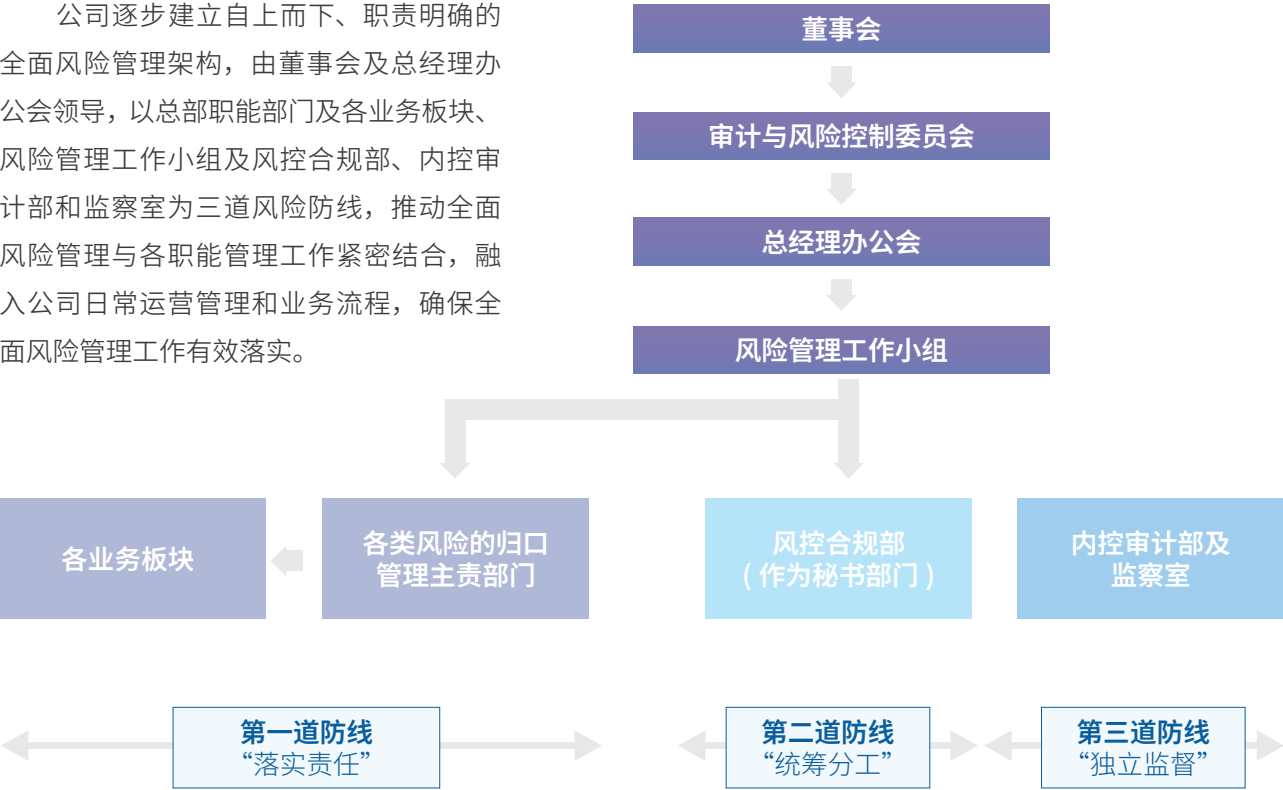 公司逐步建立自上而下、职责明确的
全面风险管理架构，由董事会及总经理办
公会领导，以总部职能部门及各业务板块、
风险管理工作小组及风控合规部、内控审
计部和监察室为三道风险防线，推动全面
风险管理与各职能管理工作紧密结合，融
入公司日常运营管理和业务流程，确保全
面风险管理工作有效落实。
董事会
审计与风险控制委员会
总经理办公会
风险管理工作小组
各业务板块
各类风险的归口
管理主责部门
风控合规部
( 作为秘书部门 )
内控审计部及
监察室
第一道防线
“落实责任”
第二道防线
“统筹分工”
第三道防线
“独立监督”